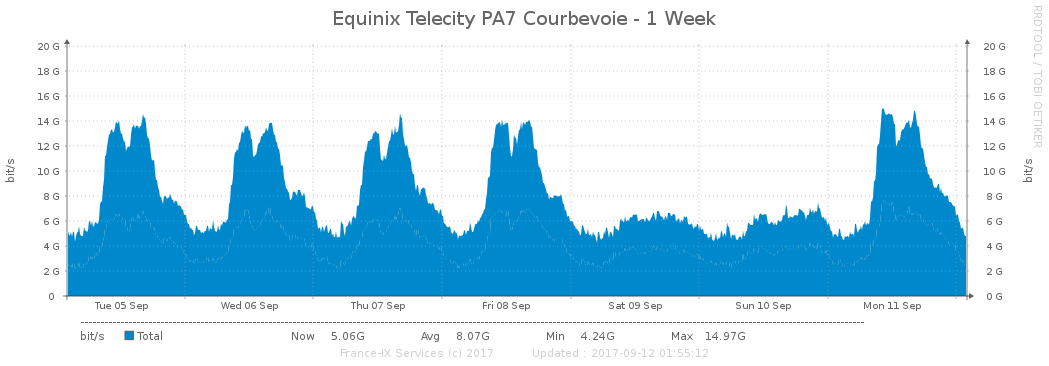 Equinix Telecity PA7 Courbevoie - 1 Week
RRDTOOL / TOBI OETIKER
bit/s
20 G
18 G
16 G
14 G
12 G
10 G
8 G
6 G
4 G
2 G
0
20 G
18 G
16 G
14 G
12 G
10 G
8 G
6 G
4 G
2 G
0 G
bit/s
Tue 05 Sep Wed 06 Sep Thu 07 Sep Fri 08 Sep Sat 09 Sep Sun 10 Sep Mon 11 Sep
bit/s Total Now 5.06G Avg 8.07G Min 4.24G Max 14.97G
France-IX Services (c) 2017 Updated : 2017-09-12 01:55:12